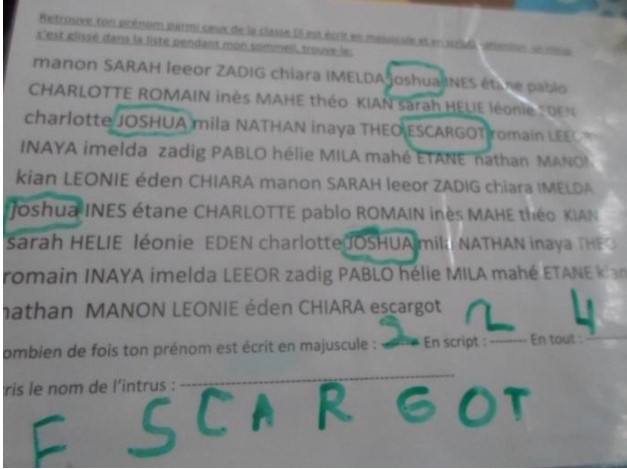 Retrouve ton prénom parmi ceux de la classe (il est écrit en majuscule et en script), attention un intrus
s'est glissé dans la liste pendant mon sommeil, trouve le:
manon SARAH leeor ZADIG chiara IMELDA joshua INES étane pablo
CHARLOTTE ROMAIN inès MAHE théo KIAN sarah HELIE léonie EDEN
charlotte JOSHUA mila NATHAN inaya THEO ESCARGOT romain LEEOR
INAYA imelda zadig PABLO hélie MILA mahé ETANE nathan MANON
kian LEONIE éden CHIARA manon SARAH leeor ZADIG chiara IMELDA
joshua INES étane CHARLOTTE pablo ROMAIN inès MAHE théo KIAN
sarah HELIE léonie EDEN charlotte JOSHUA mila NATHAN inaya THEO
romain INAYA imelda LEEOR zadig PABLO hélie MILA mahé ETANE kian
nathan MANON LEONIE éden CHIARA escargot
ombien de fois ton prénom est écrit en majuscule : 2 En script : 2 En tout : 4
ris le nom de l'intrus :
ESCARGOT